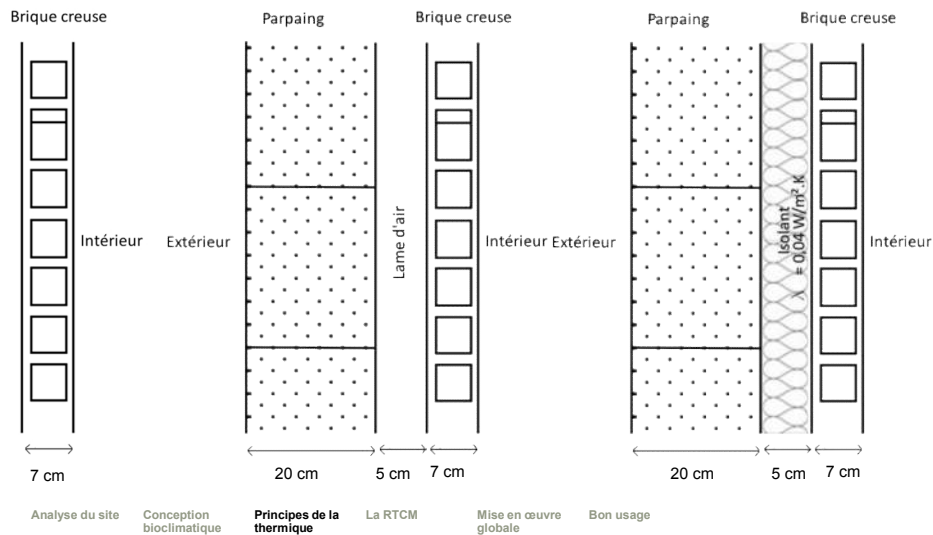 Brique creuse
Parpaing
Brique creuse
Parpaing
Brique creuse
Intérieur
Extérieur
Lame d'air
Intérieur
Extérieur
Isolant
λ = 0,04 W/m².K
Intérieur
7 cm
20 cm
5 cm
7 cm
20 cm
5 cm
7 cm
Analyse du site
Conception
bioclimatique
Principes de la
thermique
La RTCM
Mise en œuvre
globale
Bon usage